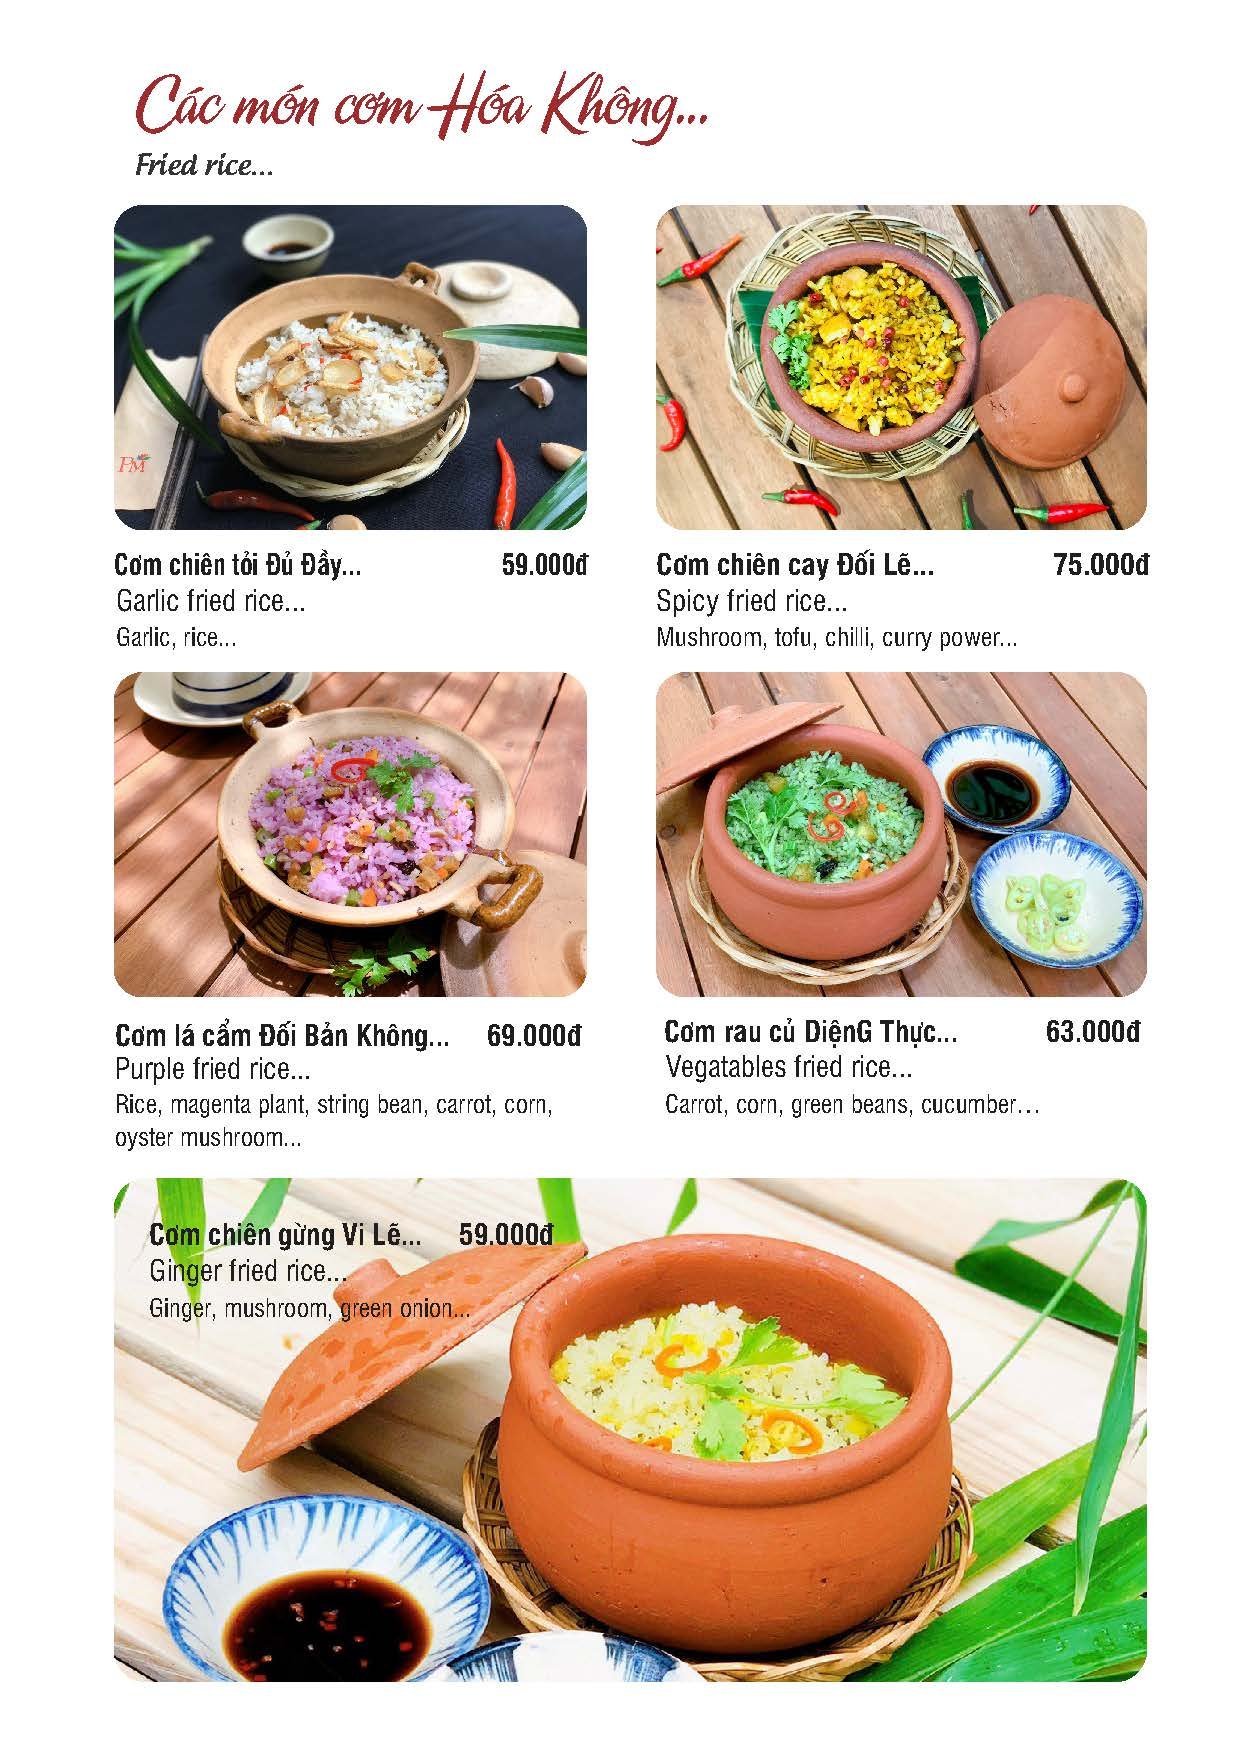 Các món cơm Hóa Không...
Fried rice...
PM
Cơm chiên tỏi Đủ Đầy... 59.000đ
Garlic fried rice...
Garlic, rice...
Cơm chiên cay Đối Lẽ... 75.000đ
Spicy fried rice...
Mushroom, tofu, chilli, curry power...
Cơm lá cẩm Đối Bản Không... 69.000đ
Purple fried rice...
Rice, magenta plant, string bean, carrot, corn,
oyster mushroom...
Cơm rau củ DiệnG Thực... 63.000đ
Vegatables fried rice...
Carrot, corn, green beans, cucumber…
Cơm chiên gừng Vi Lẽ... 59.000đ
Ginger fried rice...
Ginger, mushroom, green onion...